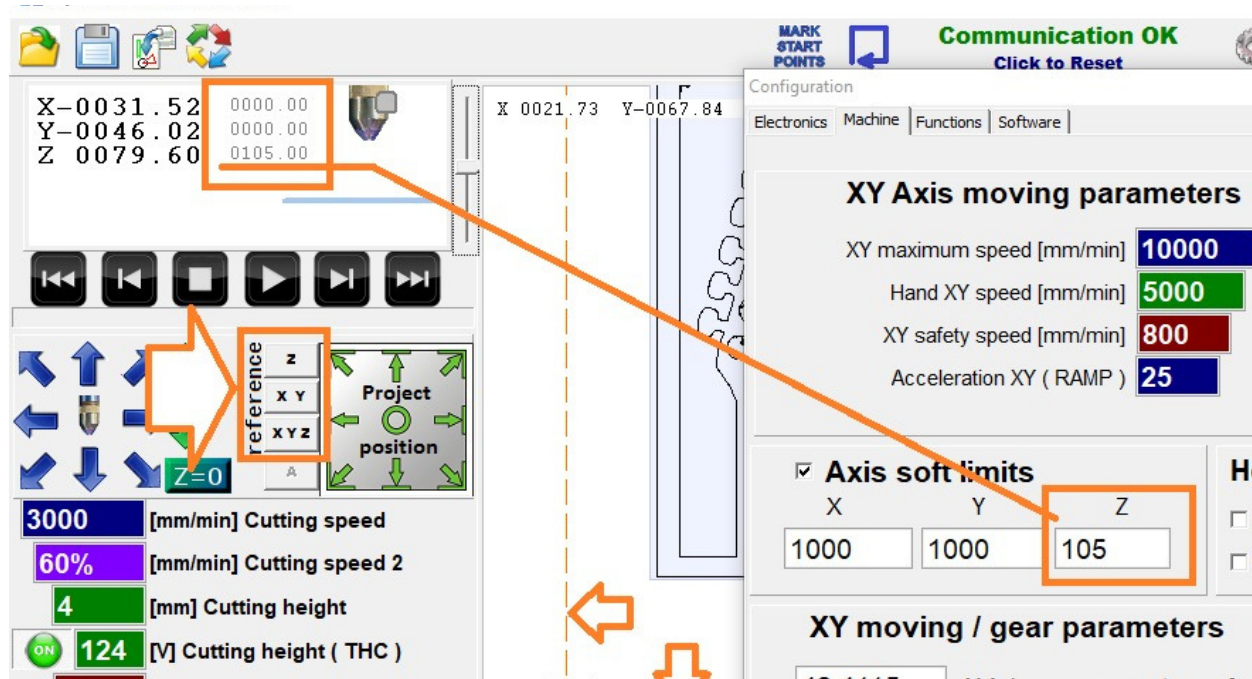 MARK
START
POINTS
Communication OK
Click to Reset
X-0031.52 0000.00
Y-0046.02 0000.00
Z 0079.60 0105.00
X 0021.73 Y-0067.84
Configuration
Electronics Machine Functions Software
XY Axis moving parameters
XY maximum speed [mm/min] 10000
Hand XY speed [mm/min] 5000
XY safety speed [mm/min] 800
Acceleration XY ( RAMP ) 25
reference
Z
X Y
X Y Z
A
Z=0
Project
position
Axis soft limits
X Y Z
1000 1000 105
3000 [mm/min] Cutting speed
60% [mm/min] Cutting speed 2
4 [mm] Cutting height
ON 124 [V] Cutting height ( THC )
XY moving / gear parameters